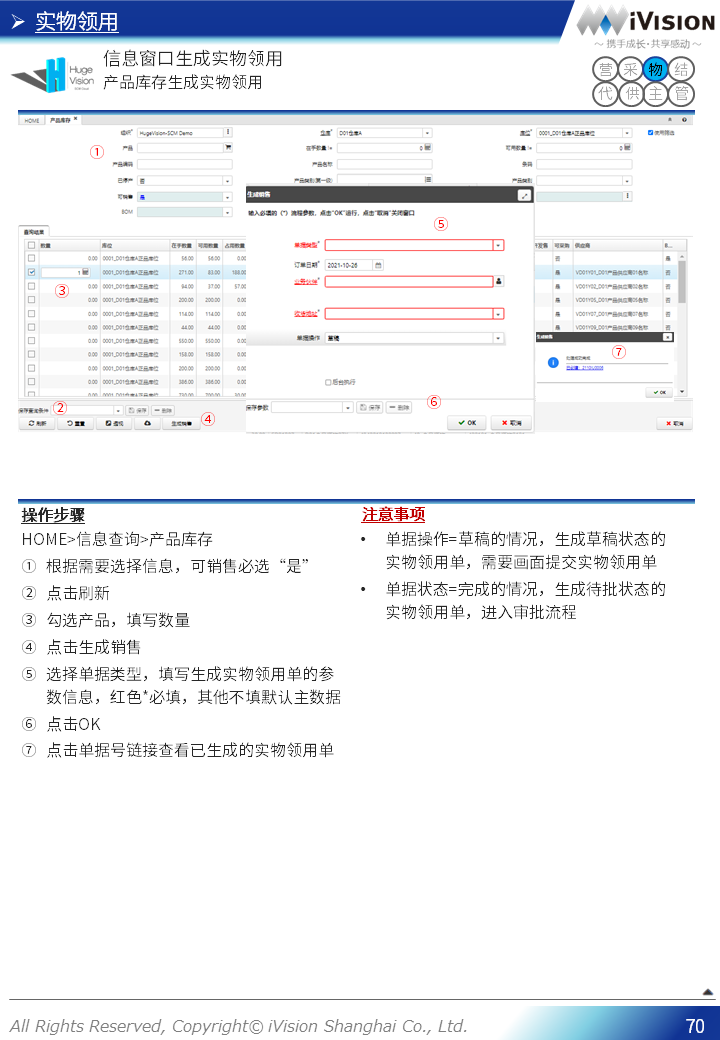 实物领用
iVISION
～ 携手成长·共享感动 ～
信息窗口生成实物领用
Huge
Vision
产品库存生成实物领用
营 采 物 结
代 供 主 管
HOME 产品库存 ×
组织* HugeVision-SCM Demo 仓库* D01仓库A 库位* 0001_D01仓库A正品库位 使用筛选
① 产品 在手数量 >= 0 可用数量 >= 0
产品编码 产品名称 条码
已停产 否 产品类别(第一级) 产品类别
可销售 是
BOM
生成销售
输入必填的（*）流程参数，点击"OK"运行，点击"取消"关闭窗口
⑤
单据类型*
订单日期* 2021-10-26
业务伙伴*
收货地址*
单据操作 草稿
后台执行
保存参数 保存 删除 ⑥
OK 取消
查询结果
数量 库位 在手数量 可用数量 占用数量 可采购 供应商 B...
0.00 0001_D01仓库A正品库位 56.00 56.00 0.00 否 是
1 0001_D01仓库A正品库位 271.00 83.00 188.00 是 VD01Y01_D01产品供应商01名称 否
③ 0.00 0001_D01仓库A正品库位 94.00 37.00 57.00 是 VD01Y02_D01产品供应商02名称 否
0.00 0001_D01仓库A正品库位 200.00 200.00 0.00 是 VD01Y05_D01产品供应商05名称 否
0.00 0001_D01仓库A正品库位 114.00 114.00 0.00 是 VD01Y07_D01产品供应商07名称 否
0.00 0001_D01仓库A正品库位 44.00 44.00 0.00 是 VD01Y09_D01产品供应商09名称 否
0.00 0001_D01仓库A正品库位 550.00 550.00 0.00
0.00 0001_D01仓库A正品库位 158.00 158.00 0.00
0.00 0001_D01仓库A正品库位 200.00 200.00 0.00
0.00 0001_D01仓库A正品库位 386.00 386.00 0.00
生成销售
⑦
OK
保存查询条件 ② 保存 删除
刷新 重置 生成销售 ④ 取消
操作步骤
HOME>信息查询>产品库存
① 根据需要选择信息，可销售必选“是”
② 点击刷新
③ 勾选产品，填写数量
④ 点击生成销售
⑤ 选择单据类型，填写生成实物领用单的参
数信息，红色*必填，其他不填默认主数据
⑥ 点击OK
⑦ 点击单据号链接查看已生成的实物领用单
注意事项
• 单据操作=草稿的情况，生成草稿状态的
实物领用单，需要画面提交实物领用单
• 单据状态=完成的情况，生成待批状态的
实物领用单，进入审批流程
All Rights Reserved, Copyright© iVision Shanghai Co., Ltd.
70